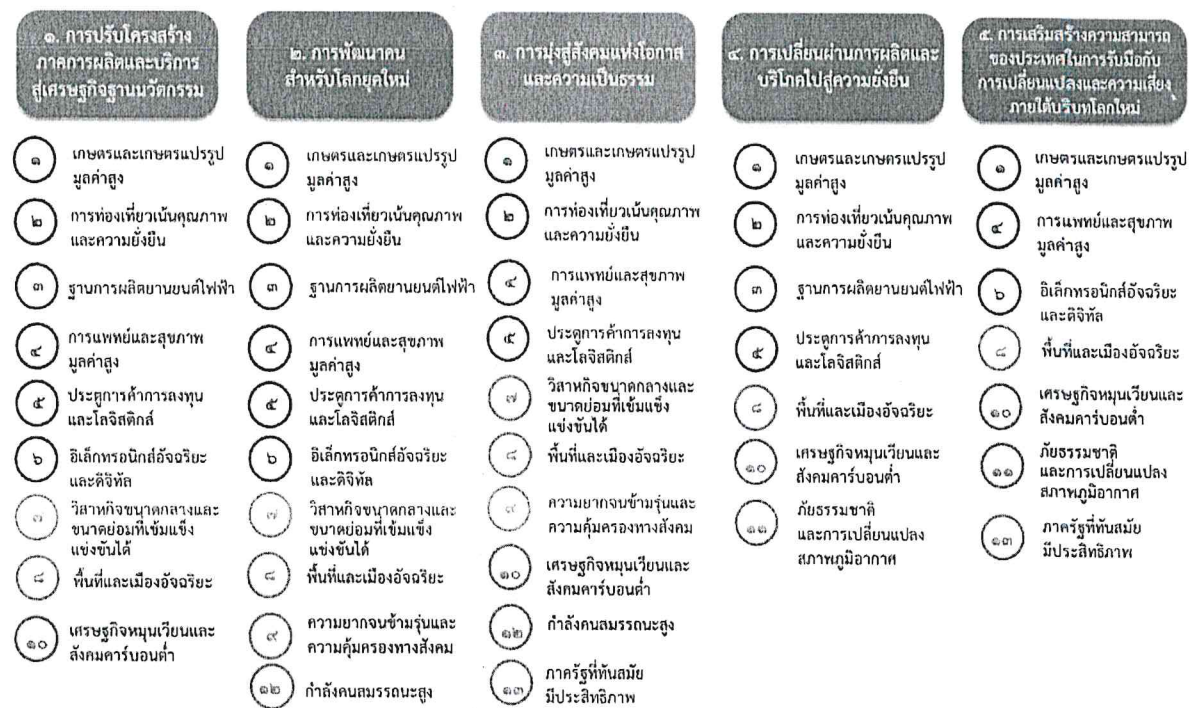 ๑. การปรับโครงสร้าง
ภาคการผลิตและบริการ
สู่เศรษฐกิจฐานนวัตกรรม
๑ เกษตรและเกษตรแปรรูป
มูลค่าสูง
๒ การท่องเที่ยวเน้นคุณภาพ
และความยั่งยืน
๓ ฐานการผลิตยานยนต์ไฟฟ้า
๔ การแพทย์และสุขภาพ
มูลค่าสูง
๕ ประตูการค้าการลงทุน
และโลจิสติกส์
๖ อิเล็กทรอนิกส์อัจฉริยะ
และดิจิทัล
๗ วิสาหกิจขนาดกลางและ
ขนาดย่อมที่เข้มแข็ง
แข่งขันได้
๘ พื้นที่และเมืองอัจฉริยะ
๑๐ เศรษฐกิจหมุนเวียนและ
สังคมคาร์บอนต่ำ
๒. การพัฒนาคน
สำหรับโลกยุคใหม่
๑ เกษตรและเกษตรแปรรูป
มูลค่าสูง
๒ การท่องเที่ยวเน้นคุณภาพ
และความยั่งยืน
๓ ฐานการผลิตยานยนต์ไฟฟ้า
๔ การแพทย์และสุขภาพ
มูลค่าสูง
๕ ประตูการค้าการลงทุน
และโลจิสติกส์
๖ อิเล็กทรอนิกส์อัจฉริยะ
และดิจิทัล
๗ วิสาหกิจขนาดกลางและ
ขนาดย่อมที่เข้มแข็ง
แข่งขันได้
๘ พื้นที่และเมืองอัจฉริยะ
๙ ความยากจนข้ามรุ่นและ
ความคุ้มครองทางสังคม
๑๒ กำลังคนสมรรถนะสูง
๓. การมุ่งสู่สังคมแห่งโอกาส
และความเป็นธรรม
๑ เกษตรและเกษตรแปรรูป
มูลค่าสูง
๒ การท่องเที่ยวเน้นคุณภาพ
และความยั่งยืน
๔ การแพทย์และสุขภาพ
มูลค่าสูง
๕ ประตูการค้าการลงทุน
และโลจิสติกส์
๗ วิสาหกิจขนาดกลางและ
ขนาดย่อมที่เข้มแข็ง
แข่งขันได้
๘ พื้นที่และเมืองอัจฉริยะ
๙ ความยากจนข้ามรุ่นและ
ความคุ้มครองทางสังคม
๑๐ เศรษฐกิจหมุนเวียนและ
สังคมคาร์บอนต่ำ
๑๒ กำลังคนสมรรถนะสูง
๑๓ ภาครัฐที่ทันสมัย
มีประสิทธิภาพ
๔. การเปลี่ยนผ่านการผลิตและ
บริโภคไปสู่ความยั่งยืน
๑ เกษตรและเกษตรแปรรูป
มูลค่าสูง
๒ การท่องเที่ยวเน้นคุณภาพ
และความยั่งยืน
๓ ฐานการผลิตยานยนต์ไฟฟ้า
๕ ประตูการค้าการลงทุน
และโลจิสติกส์
๘ พื้นที่และเมืองอัจฉริยะ
๑๐ เศรษฐกิจหมุนเวียนและ
สังคมคาร์บอนต่ำ
๑๑ ภัยธรรมชาติ
และการเปลี่ยนแปลง
สภาพภูมิอากาศ
๕. การเสริมสร้างความสามารถ
ของประเทศในการรับมือกับ
การเปลี่ยนแปลงและความเสี่ยง
ภายใต้บริบทโลกใหม่
๑ เกษตรและเกษตรแปรรูป
มูลค่าสูง
๔ การแพทย์และสุขภาพ
มูลค่าสูง
๖ อิเล็กทรอนิกส์อัจฉริยะ
และดิจิทัล
๘ พื้นที่และเมืองอัจฉริยะ
๑๐ เศรษฐกิจหมุนเวียนและ
สังคมคาร์บอนต่ำ
๑๑ ภัยธรรมชาติ
และการเปลี่ยนแปลง
สภาพภูมิอากาศ
๑๓ ภาครัฐที่ทันสมัย
มีประสิทธิภาพ